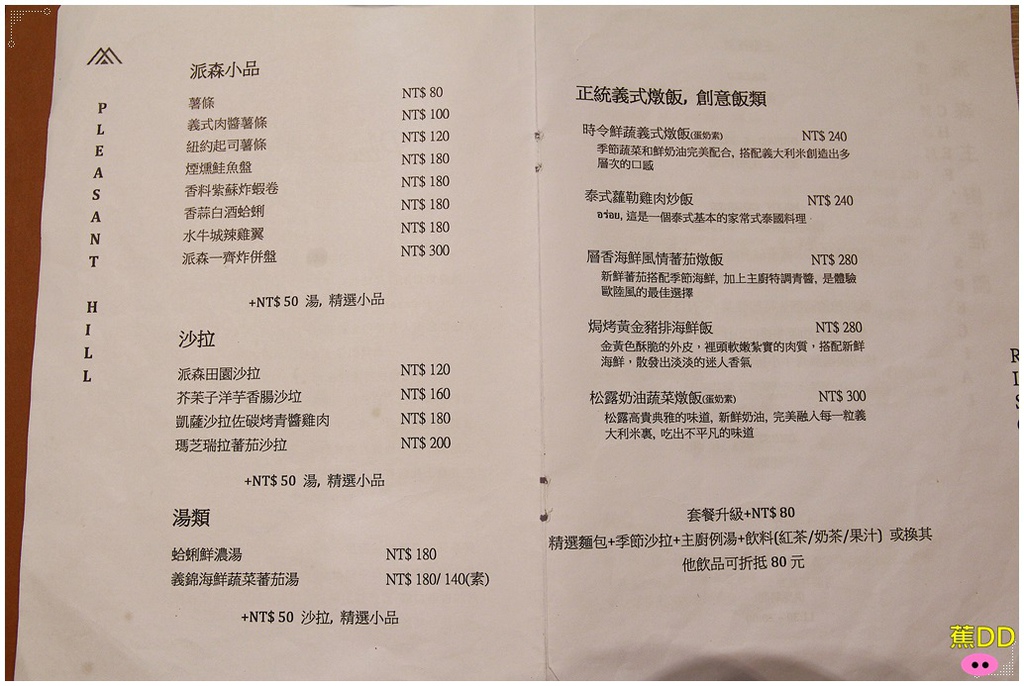 PLEASANT HILL
派森小品
薯條 NT$ 80
義式肉醬薯條 NT$ 100
紐約起司薯條 NT$ 120
煙燻鮭魚盤 NT$ 180
香料紫蘇炸蝦卷 NT$ 180
香蒜白酒蛤蜊 NT$ 180
水牛城辣雞翼 NT$ 180
派森一齊炸併盤 NT$ 300
+NT$ 50 湯, 精選小品
沙拉
派森田園沙拉 NT$ 120
芥茉子洋芋香腸沙垃 NT$ 160
凱薩沙拉佐碳烤青醬雞肉 NT$ 180
瑪芝瑞拉蕃茄沙拉 NT$ 200
+NT$ 50 湯, 精選小品
湯類
蛤蜊鮮濃湯 NT$ 180
義錦海鮮蔬菜蕃茄湯 NT$ 180/ 140(素)
+NT$ 50 沙拉, 精選小品
正統義式燉飯, 創意飯類
時令鮮蔬義式燉飯(蛋奶素) NT$ 240
季節蔬菜和鮮奶油完美配合, 搭配義大利米創造出多
層次的口感
泰式蘿勒雞肉炒飯 NT$ 240
อร่อย, 這是一個泰式基本的家常式泰國料理
層香海鮮風情蕃茄燉飯 NT$ 280
新鮮蕃茄搭配季節海鮮, 加上主廚特調青醬, 是體驗
歐陸風的最佳選擇
焗烤黃金豬排海鮮飯 NT$ 280
金黃色酥脆的外皮，裡頭軟嫩紮實的肉質，搭配新鮮
海鮮，散發出淡淡的迷人香氣
松露奶油蔬菜燉飯(蛋奶素) NT$ 300
松露高貴典雅的味道, 新鮮奶油, 完美融入每一粒義
大利米裏, 吃出不平凡的味道
套餐升級+NT$ 80
精選麵包+季節沙拉+主廚例湯+飲料(紅茶/奶茶/果汁) 或換其
他飲品可折抵 80 元
蕉DD